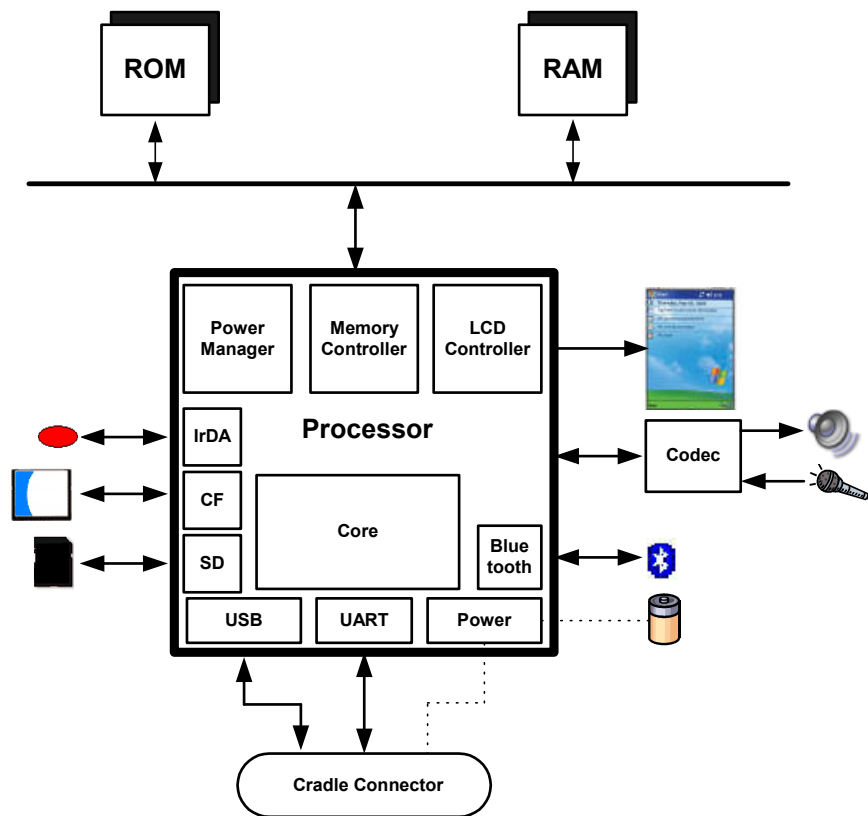 ROM
RAM
Power
Manager
Memory
Controller
LCD
Controller
IrDA
Processor
Codec
CF
Core
SD
Blue
tooth
USB
UART
Power
Cradle Connector